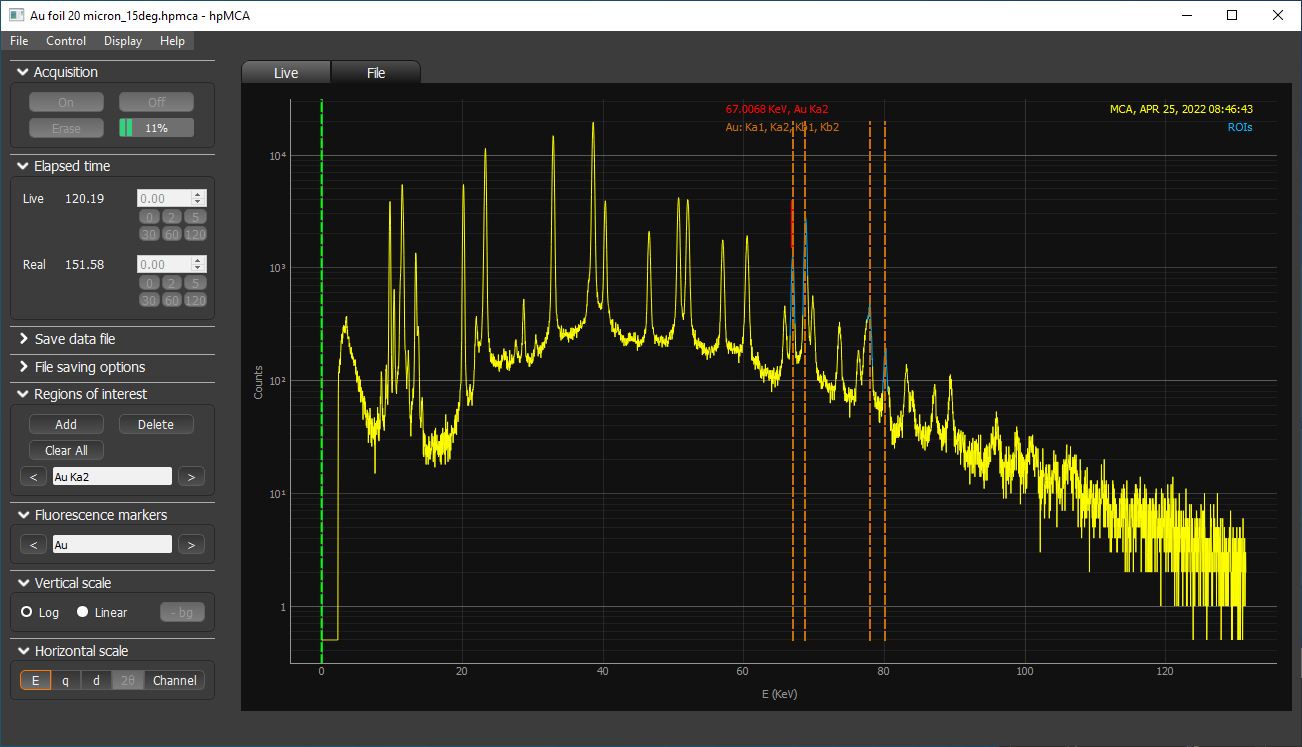 Au foil 20 micron_15deg.hpmca - hpMCA
File Control Display Help
Acquisition
On Off
Erase 11%
Elapsed time
Live 120.19 0.00
0 2 5
30 60 120
Real 151.58 0.00
0 2 5
30 60 120
Save data file
File saving options
Regions of interest
Add Delete
Clear All
< Au Ka2 >
Fluorescence markers
< Au >
Vertical scale
Log Linear - bg
Horizontal scale
E q d 2θ Channel
Live File
67.0068 KeV, Au Ka2
Au: Ka1, Ka2, Kb1, Kb2
MCA, APR 25, 2022 08:46:43
ROIs
Counts
10⁴
10³
10²
10¹
1
0 20 40 60 80 100 120
E (KeV)